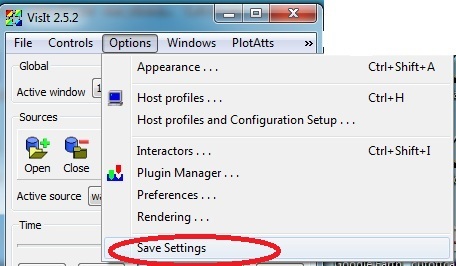 VisIt 2.5.2
File Controls Options Windows PlotAtts »
Global
Active window 1
Sources
Open Close
Active source wa
Time
Appearance . . . Ctrl+Shift+A
Host profiles . . . Ctrl+H
Host profiles and Configuration Setup . . .
Interactors . . . Ctrl+Shift+I
Plugin Manager . . .
Preferences . . .
Rendering . . .
Save Settings